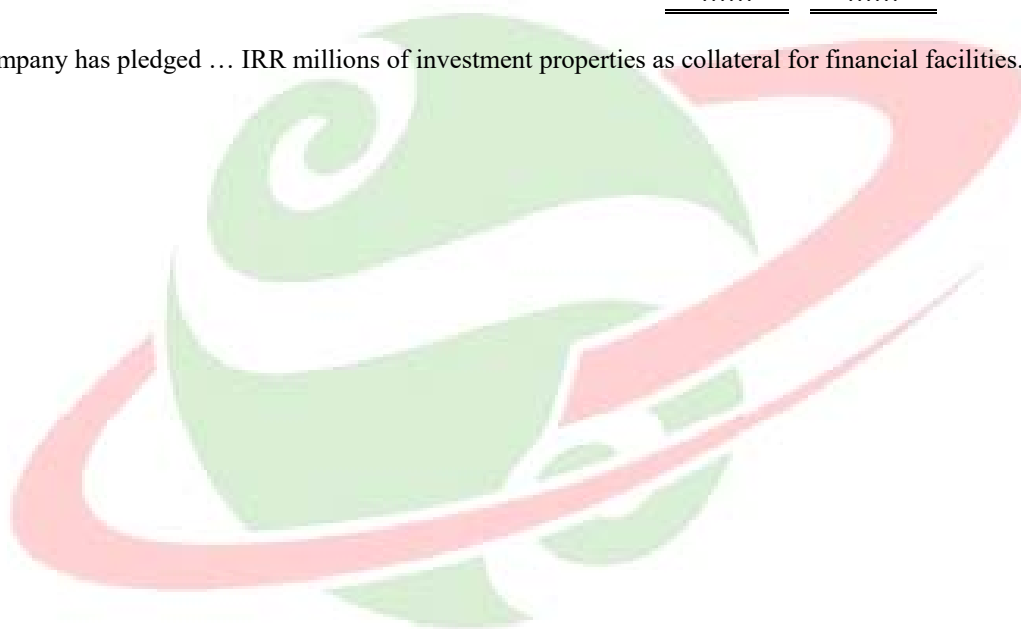 ...... ......
mpany has pledged … IRR millions of investment properties as collateral for financial facilities.